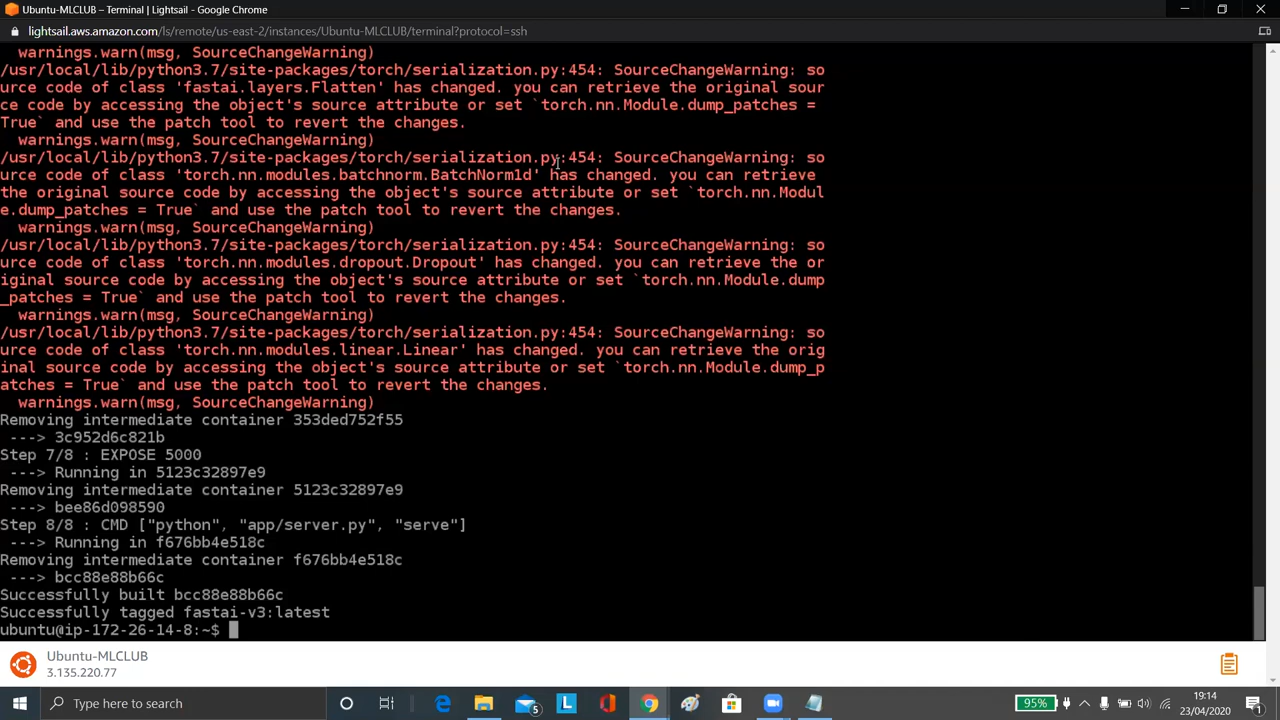 Ubuntu-MLCLUB – Terminal | Lightsail - Google Chrome
lightsail.aws.amazon.com/ls/remote/us-east-2/instances/Ubuntu-MLCLUB/terminal?protocol=ssh
warnings.warn(msg, SourceChangeWarning)
/usr/local/lib/python3.7/site-packages/torch/serialization.py:454: SourceChangeWarning: so
urce code of class 'fastai.layers.Flatten' has changed. you can retrieve the original sour
ce code by accessing the object's source attribute or set `torch.nn.Module.dump_patches =
True` and use the patch tool to revert the changes.
warnings.warn(msg, SourceChangeWarning)
/usr/local/lib/python3.7/site-packages/torch/serialization.py:454: SourceChangeWarning: so
urce code of class 'torch.nn.modules.batchnorm.BatchNorm1d' has changed. you can retrieve
the original source code by accessing the object's source attribute or set `torch.nn.Modul
e.dump_patches = True` and use the patch tool to revert the changes.
warnings.warn(msg, SourceChangeWarning)
/usr/local/lib/python3.7/site-packages/torch/serialization.py:454: SourceChangeWarning: so
urce code of class 'torch.nn.modules.dropout.Dropout' has changed. you can retrieve the or
iginal source code by accessing the object's source attribute or set `torch.nn.Module.dump
_patches = True` and use the patch tool to revert the changes.
warnings.warn(msg, SourceChangeWarning)
/usr/local/lib/python3.7/site-packages/torch/serialization.py:454: SourceChangeWarning: so
urce code of class 'torch.nn.modules.linear.Linear' has changed. you can retrieve the orig
inal source code by accessing the object's source attribute or set `torch.nn.Module.dump_p
atches = True` and use the patch tool to revert the changes.
warnings.warn(msg, SourceChangeWarning)
Removing intermediate container 353ded752f55
---> 3c952d6c821b
Step 7/8 : EXPOSE 5000
---> Running in 5123c32897e9
Removing intermediate container 5123c32897e9
---> bee86d098590
Step 8/8 : CMD ["python", "app/server.py", "serve"]
---> Running in f676bb4e518c
Removing intermediate container f676bb4e518c
---> bcc88e88b66c
Successfully built bcc88e88b66c
Successfully tagged fastai-v3:latest
ubuntu@ip-172-26-14-8:~$
Ubuntu-MLCLUB
3.135.220.77
Type here to search
5
L
95%
19:14
23/04/2020
1